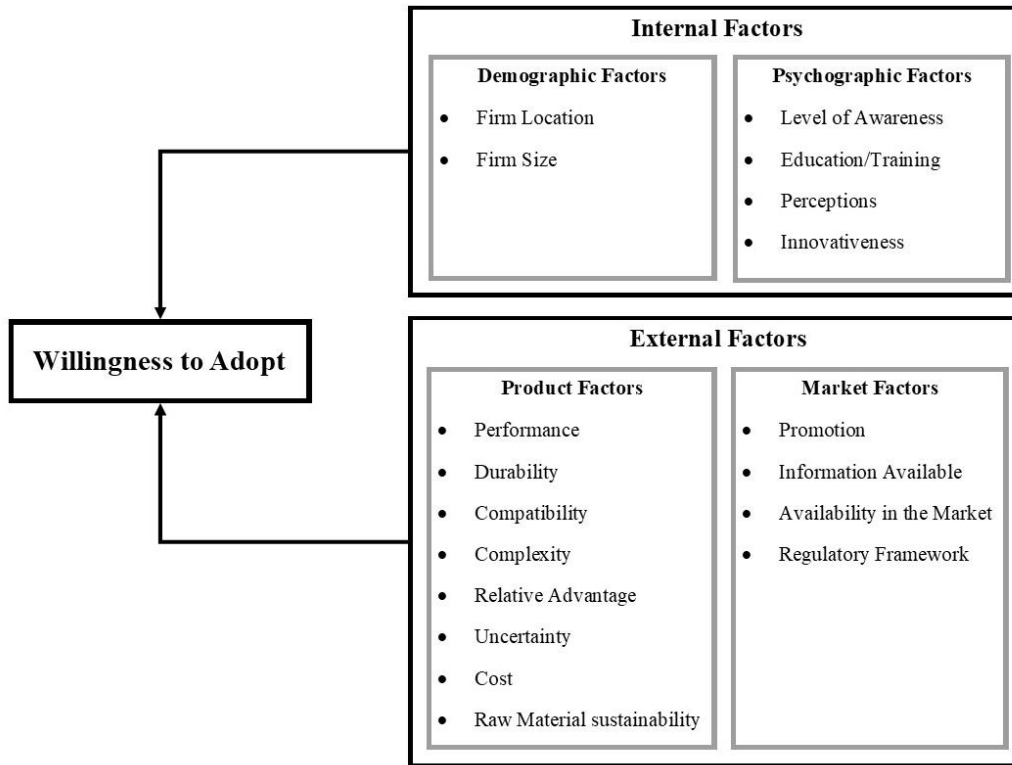 Internal Factors
Demographic Factors
• Firm Location
• Firm Size
Psychographic Factors
• Level of Awareness
• Education/Training
• Perceptions
• Innovativeness
Willingness to Adopt
External Factors
Product Factors
• Performance
• Durability
• Compatibility
• Complexity
• Relative Advantage
• Uncertainty
• Cost
• Raw Material sustainability
Market Factors
• Promotion
• Information Available
• Availability in the Market
• Regulatory Framework